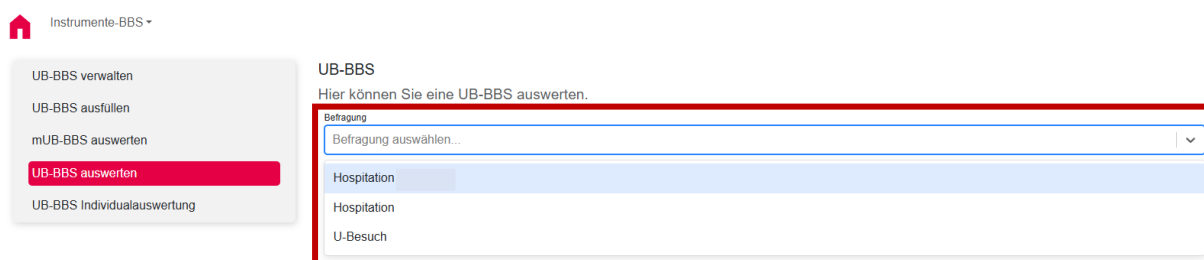 Instrumente-BBS
UB-BBS verwalten
UB-BBS ausfüllen
mUB-BBS auswerten
UB-BBS auswerten
UB-BBS Individualauswertung
UB-BBS
Hier können Sie eine UB-BBS auswerten.
Befragung
Befragung auswählen...
Hospitation
Hospitation
U-Besuch